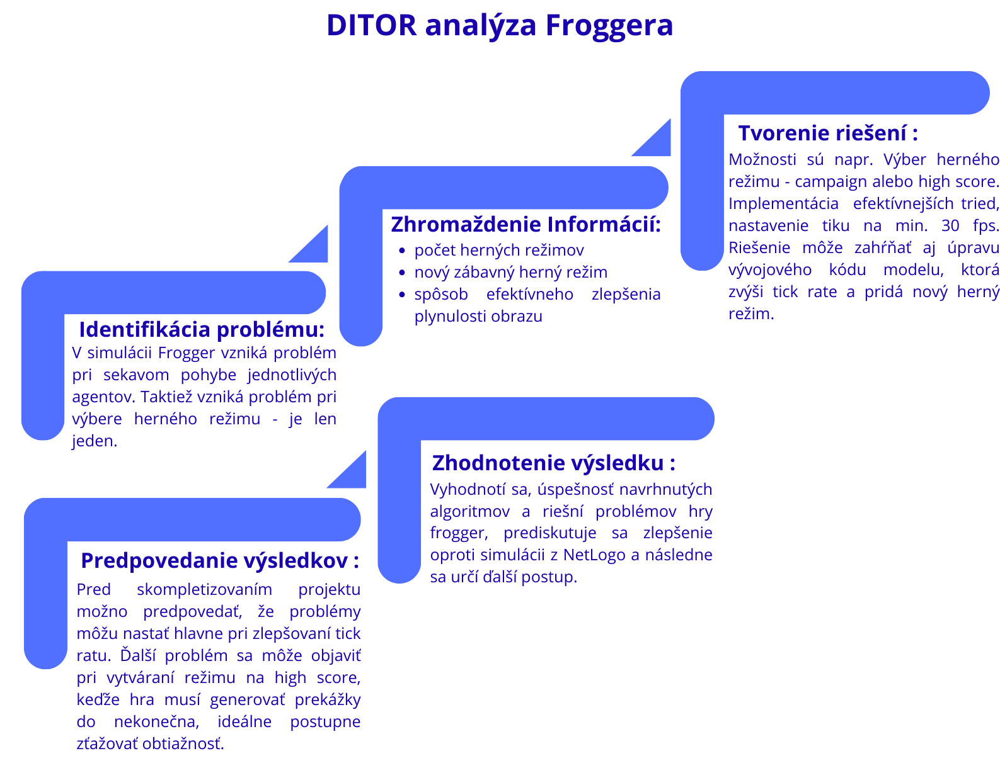 DITOR analýza Froggera
Identifikácia problému:
V simulácii Frogger vzniká problém
pri sekavom pohybe jednotlivých
agentov. Taktiež vzniká problém pri
výbere herného režimu - je len
jeden.
Zhromaždenie Informácií:
• počet herných režimov
• nový zábavný herný režim
• spôsob efektívneho zlepšenia
plynulosti obrazu
Tvorenie riešení :
Možnosti sú napr. Výber herného
režimu - campaign alebo high score.
Implementácia efektívnejších tried,
nastavenie tiku na min. 30 fps.
Riešenie môže zahŕňať aj úpravu
vývojového kódu modelu, ktorá
zvýši tick rate a pridá nový herný
režim.
Predpovedanie výsledkov :
Pred skompletizovaním projektu
možno predpovedať, že problémy
môžu nastať hlavne pri zlepšovaní tick
ratu. Ďalší problém sa môže objaviť
pri vytváraní režimu na high score,
keďže hra musí generovať prekážky
do nekonečna, ideálne postupne
zťažovať obtiažnosť.
Zhodnotenie výsledku :
Vyhodnotí sa, úspešnosť navrhnutých
algoritmov a riešní problémov hry
frogger, prediskutuje sa zlepšenie
oproti simulácii z NetLogo a následne
sa určí ďalší postup.